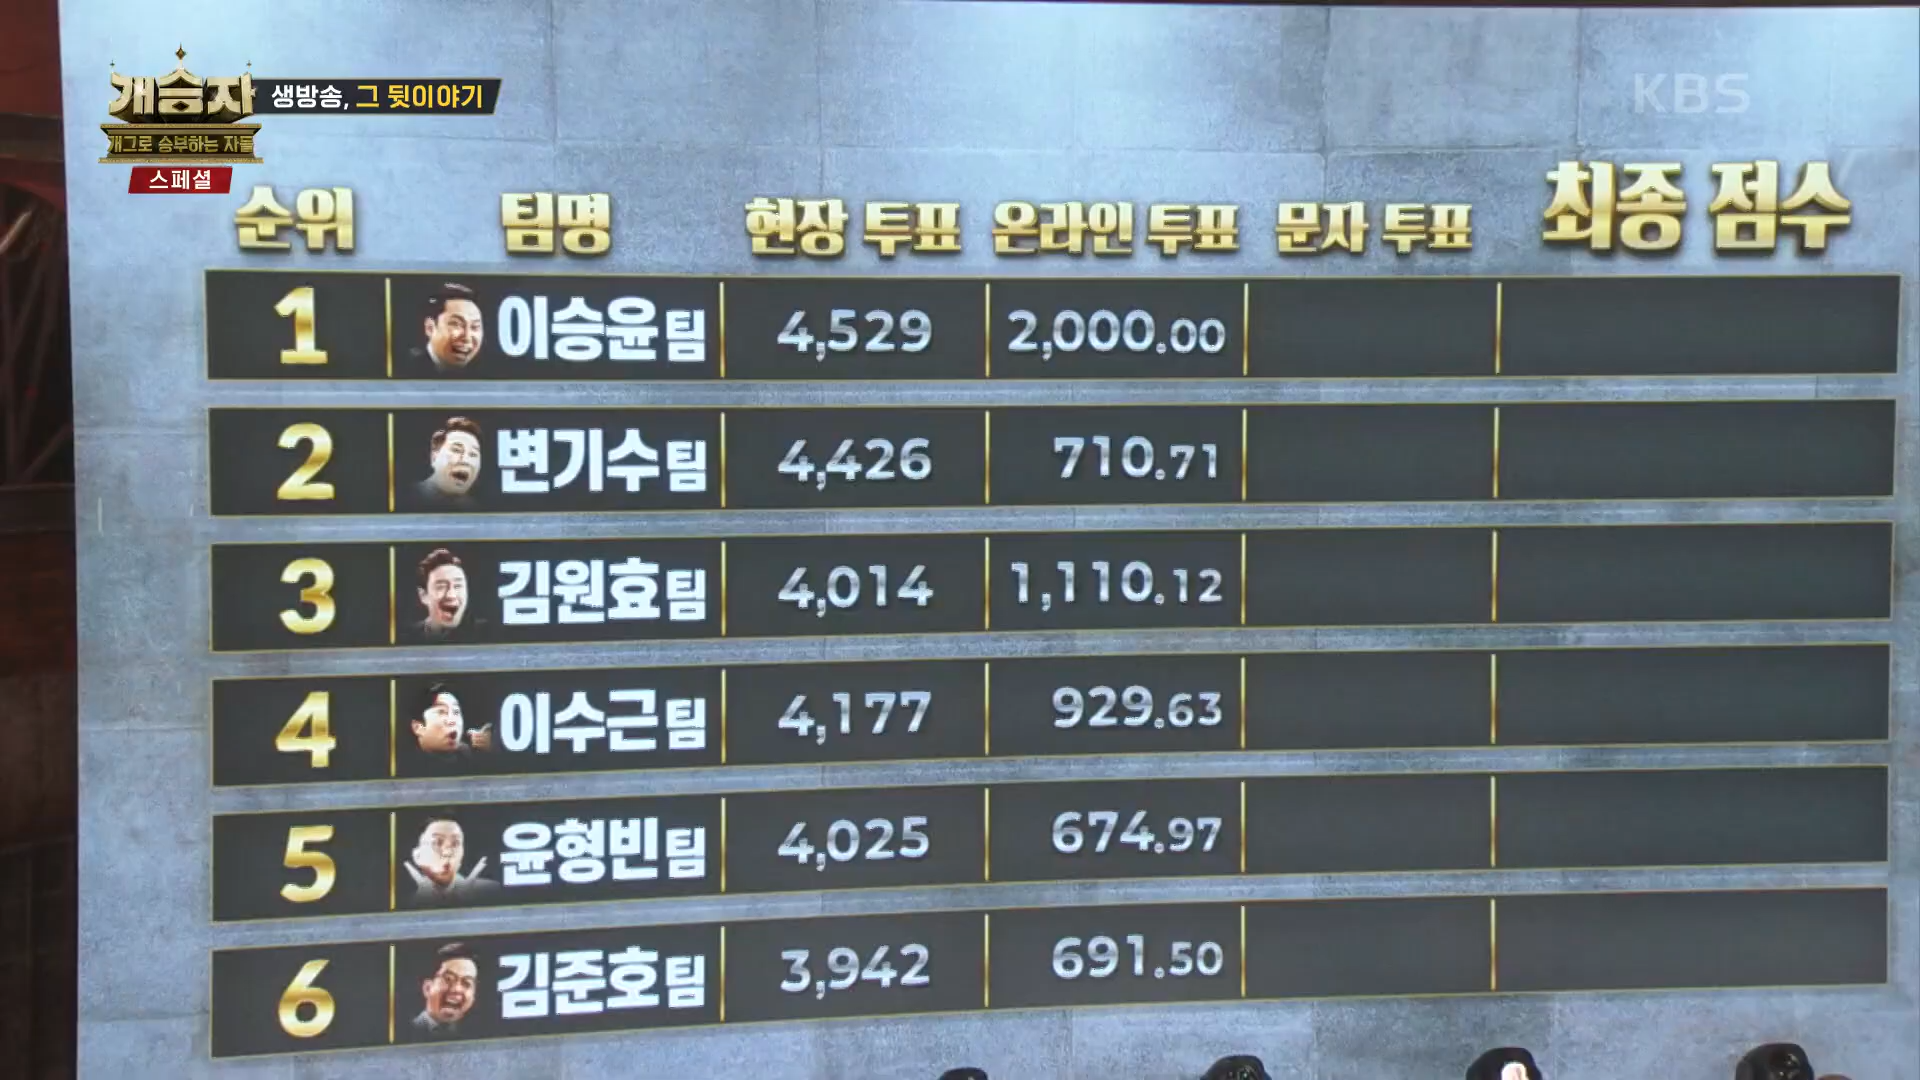 개승자 생방송, 그 뒷이야기
개그로 승부하는 자들
스페셜
KBS
순위 팀명 현장 투표 온라인 투표 문자 투표 최종 점수
1 이승윤팀 4,529 2,000.00
2 변기수팀 4,426 710.71
3 김원효팀 4,014 1,110.12
4 이수근팀 4,177 929.63
5 윤형빈팀 4,025 674.97
6 김준호팀 3,942 691.50